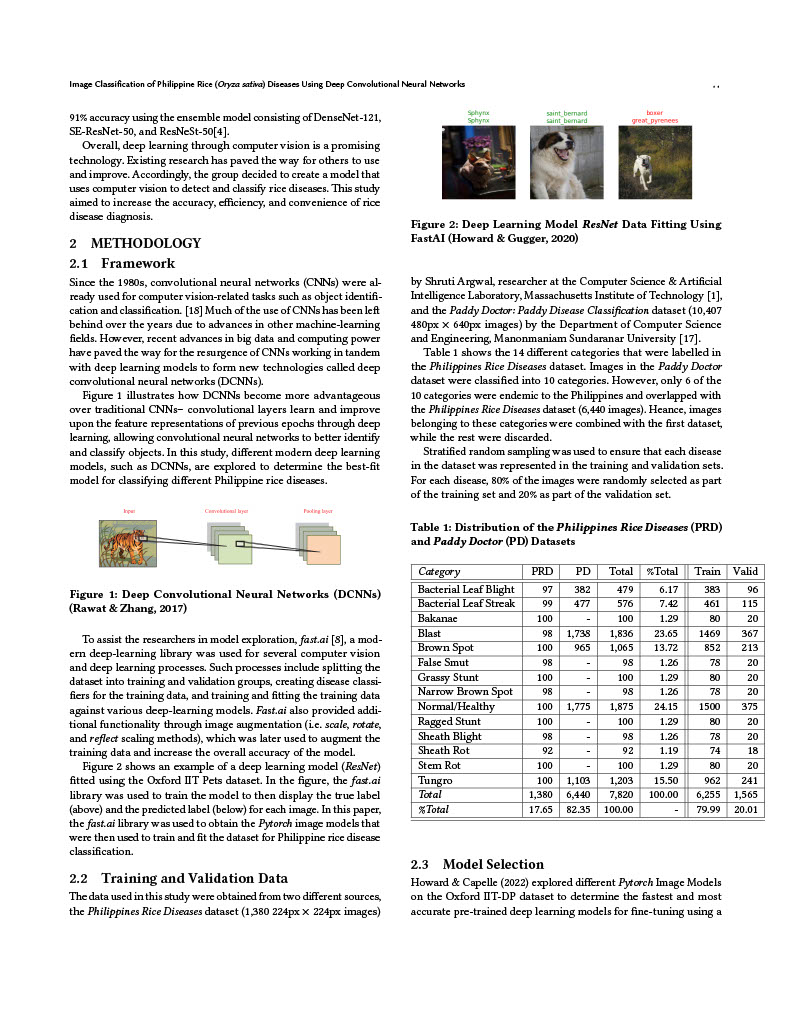 Image Classification of Philippine Rice (Oryza sativa) Diseases Using Deep Convolutional Neural Networks
91% accuracy using the ensemble model consisting of DenseNet-121,
SE-ResNet-50, and ResNeSt-50[4].
Overall, deep learning through computer vision is a promising
technology. Existing research has paved the way for others to use
and improve. Accordingly, the group decided to create a model that
uses computer vision to detect and classify rice diseases. This study
aimed to increase the accuracy, efficiency, and convenience of rice
disease diagnosis.
2 METHODOLOGY
2.1 Framework
Since the 1980s, convolutional neural networks (CNNs) were al-
ready used for computer vision-related tasks such as object identifi-
cation and classification. [18] Much of the use of CNNs has been left
behind over the years due to advances in other machine-learning
fields. However, recent advances in big data and computing power
have paved the way for the resurgence of CNNs working in tandem
with deep learning models to form new technologies called deep
convolutional neural networks (DCNNs).
Figure 1 illustrates how DCNNs become more advantageous
over traditional CNNs– convolutional layers learn and improve
upon the feature representations of previous epochs through deep
learning, allowing convolutional neural networks to better identify
and classify objects. In this study, different modern deep learning
models, such as DCNNs, are explored to determine the best-fit
model for classifying different Philippine rice diseases.
Input Convolutional layer Pooling layer
Figure 1: Deep Convolutional Neural Networks (DCNNs)
(Rawat & Zhang, 2017)
To assist the researchers in model exploration, fast.ai [8], a mod-
ern deep-learning library was used for several computer vision
and deep learning processes. Such processes include splitting the
dataset into training and validation groups, creating disease classi-
fiers for the training data, and training and fitting the training data
against various deep-learning models. Fast.ai also provided addi-
tional functionality through image augmentation (i.e. scale, rotate,
and reflect scaling methods), which was later used to augment the
training data and increase the overall accuracy of the model.
Figure 2 shows an example of a deep learning model (ResNet)
fitted using the Oxford IIT Pets dataset. In the figure, the fast.ai
library was used to train the model to then display the true label
(above) and the predicted label (below) for each image. In this paper,
the fast.ai library was used to obtain the Pytorch image models that
were then used to train and fit the dataset for Philippine rice disease
classification.
2.2 Training and Validation Data
The data used in this study were obtained from two different sources,
the Philippines Rice Diseases dataset (1,380 224px × 224px images)
Sphynx saint_bernard boxer
Sphynx saint_bernard great_pyrenees
Figure 2: Deep Learning Model ResNet Data Fitting Using
FastAI (Howard & Gugger, 2020)
by Shruti Argwal, researcher at the Computer Science & Artificial
Intelligence Laboratory, Massachusetts Institute of Technology [1],
and the Paddy Doctor: Paddy Disease Classification dataset (10,407
480px × 640px images) by the Department of Computer Science
and Engineering, Manonmaniam Sundaranar University [17].
Table 1 shows the 14 different categories that were labelled in
the Philippines Rice Diseases dataset. Images in the Paddy Doctor
dataset were classified into 10 categories. However, only 6 of the
10 categories were endemic to the Philippines and overlapped with
the Philippines Rice Diseases dataset (6,440 images). Heance, images
belonging to these categories were combined with the first dataset,
while the rest were discarded.
Stratified random sampling was used to ensure that each disease
in the dataset was represented in the training and validation sets.
For each disease, 80% of the images were randomly selected as part
of the training set and 20% as part of the validation set.
Table 1: Distribution of the Philippines Rice Diseases (PRD)
and Paddy Doctor (PD) Datasets
Category PRD PD Total %Total Train Valid
Bacterial Leaf Blight 97 382 479 6.17 383 96
Bacterial Leaf Streak 99 477 576 7.42 461 115
Bakanae 100 - 100 1.29 80 20
Blast 98 1,738 1,836 23.65 1469 367
Brown Spot 100 965 1,065 13.72 852 213
False Smut 98 - 98 1.26 78 20
Grassy Stunt 100 - 100 1.29 80 20
Narrow Brown Spot 98 - 98 1.26 78 20
Normal/Healthy 100 1,775 1,875 24.15 1500 375
Ragged Stunt 100 - 100 1.29 80 20
Sheath Blight 98 - 98 1.26 78 20
Sheath Rot 92 - 92 1.19 74 18
Stem Rot 100 - 100 1.29 80 20
Tungro 100 1,103 1,203 15.50 962 241
Total 1,380 6,440 7,820 100.00 6,255 1,565
%Total 17.65 82.35 100.00 - 79.99 20.01
2.3 Model Selection
Howard & Capelle (2022) explored different Pytorch Image Models
on the Oxford IIT-DP dataset to determine the fastest and most
accurate pre-trained deep learning models for fine-tuning using a